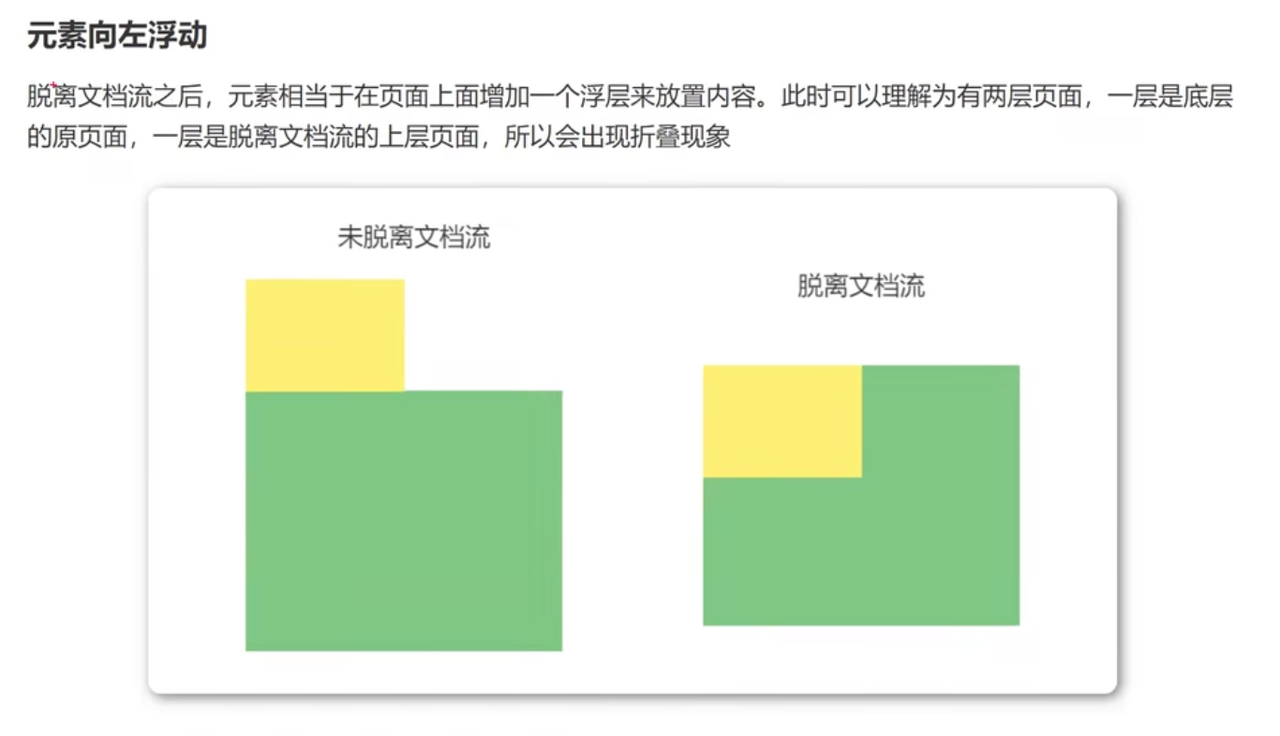 元素向左浮动
脱离文档流之后，元素相当于在页面上面增加一个浮层来放置内容。此时可以理解为有两层页面，一层是底层
的原页面，一层是脱离文档流的上层页面，所以会出现折叠现象
未脱离文档流
脱离文档流